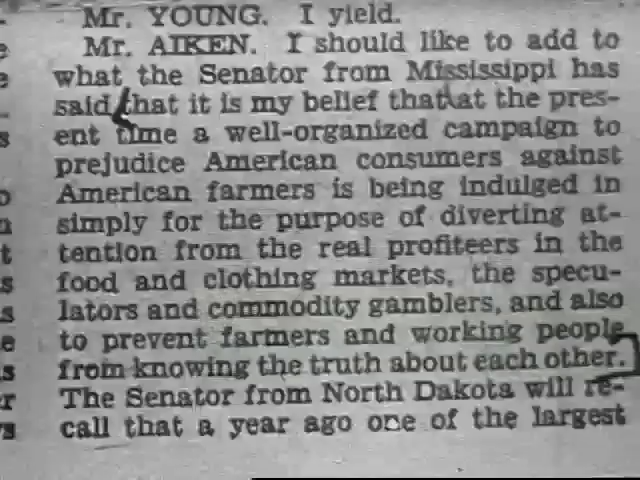 Mr. YOUNG. I yield.
Mr. AIKEN. I should like to add to
what the Senator from Mississippi has
said that it is my belief that at the pres-
ent time a well-organized campaign to
prejudice American consumers against
American farmers is being indulged in
simply for the purpose of diverting at-
tention from the real profiteers in the
food and clothing markets, the specu-
lators and commodity gamblers, and also
to prevent farmers and working people
from knowing the truth about each other.
The Senator from North Dakota will re-
call that a year ago one of the largest